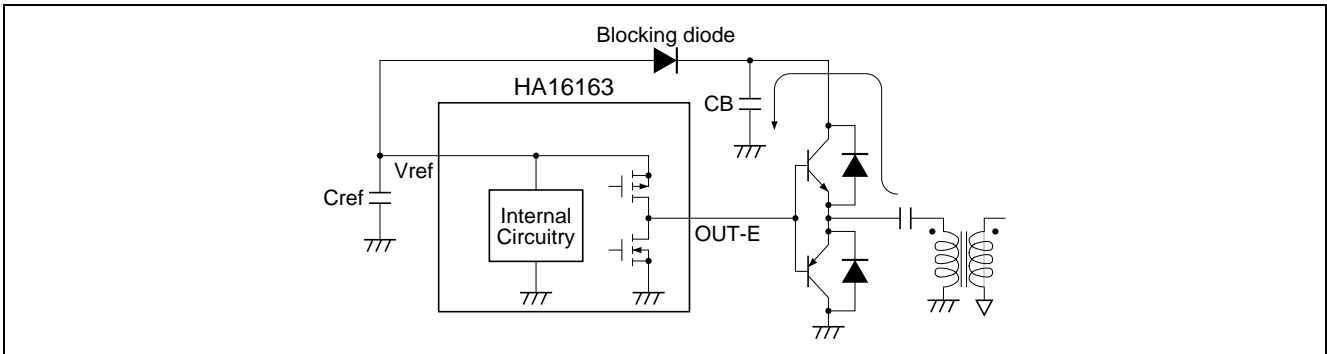 Blocking diode
HA16163
CB
Vref
Cref
Internal
Circuitry
OUT-E